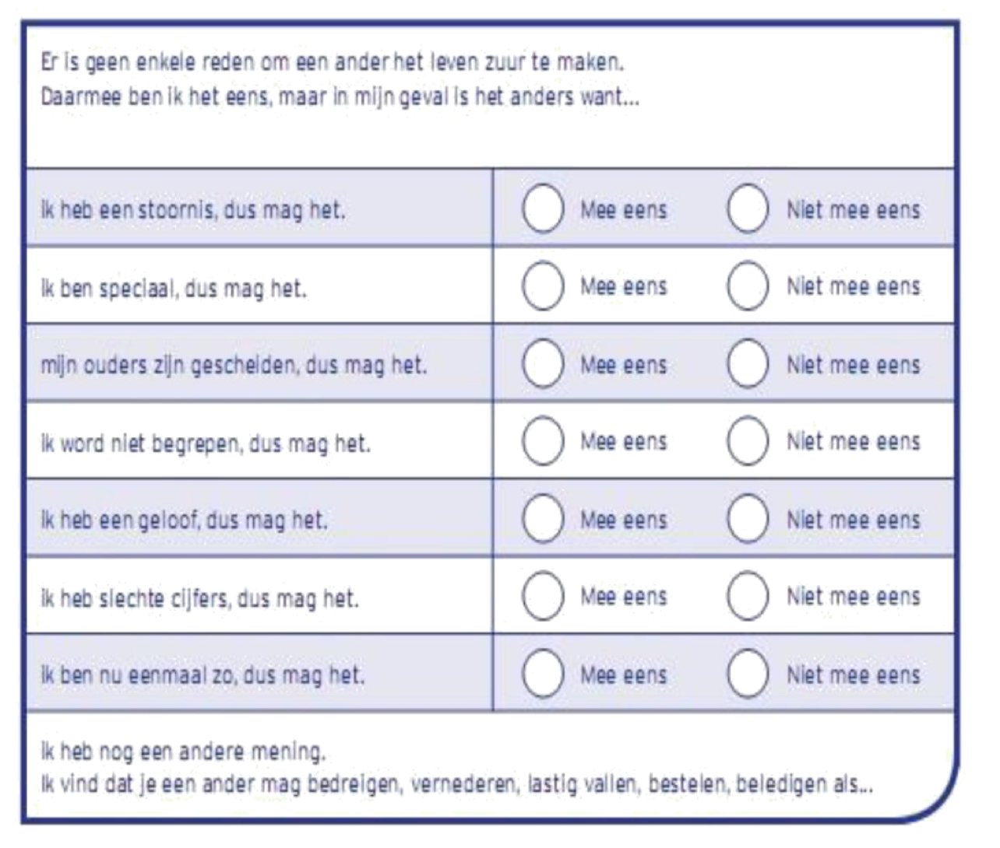 Er is geen enkele reden om een ander het leven zuur te maken.
Daarmee ben ik het eens, maar in mijn geval is het anders want...
ik heb een stoornis, dus mag het. Mee eens Niet mee eens
ik ben speciaal, dus mag het. Mee eens Niet mee eens
mijn ouders zijn gescheiden, dus mag het. Mee eens Niet mee eens
ik word niet begrepen, dus mag het. Mee eens Niet mee eens
ik heb een geloof, dus mag het. Mee eens Niet mee eens
ik heb slechte cijfers, dus mag het. Mee eens Niet mee eens
ik ben nu eenmaal zo, dus mag het. Mee eens Niet mee eens
ik heb nog een andere mening.
Ik vind dat je een ander mag bedreigen, vernederen, lastig vallen, bestelen, beledigen als...